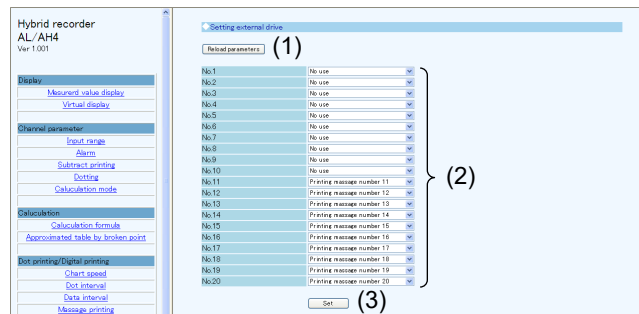 Hybrid recorder
AL/AH4
Ver 1.001
Display
Mesurerd value display
Virtual display
Channel parameter
Input range
Alarm
Subtract printing
Dotting
Caluculation mode
Caluculation
Caluculation formula
Approximated table by broken point
Dot printing/Digital printing
Chart speed
Dot interval
Data interval
Massage printing
Setting external drive
Reload parameters (1)
No.1 No use
No.2 No use
No.3 No use
No.4 No use
No.5 No use
No.6 No use
No.7 No use
No.8 No use
No.9 No use
No.10 No use
No.11 Printing massage number 11
No.12 Printing massage number 12
No.13 Printing massage number 13
No.14 Printing massage number 14
No.15 Printing massage number 15
No.16 Printing massage number 16
No.17 Printing massage number 17
No.18 Printing massage number 18
No.19 Printing massage number 19
No.20 Printing massage number 20
(2)
Set (3)